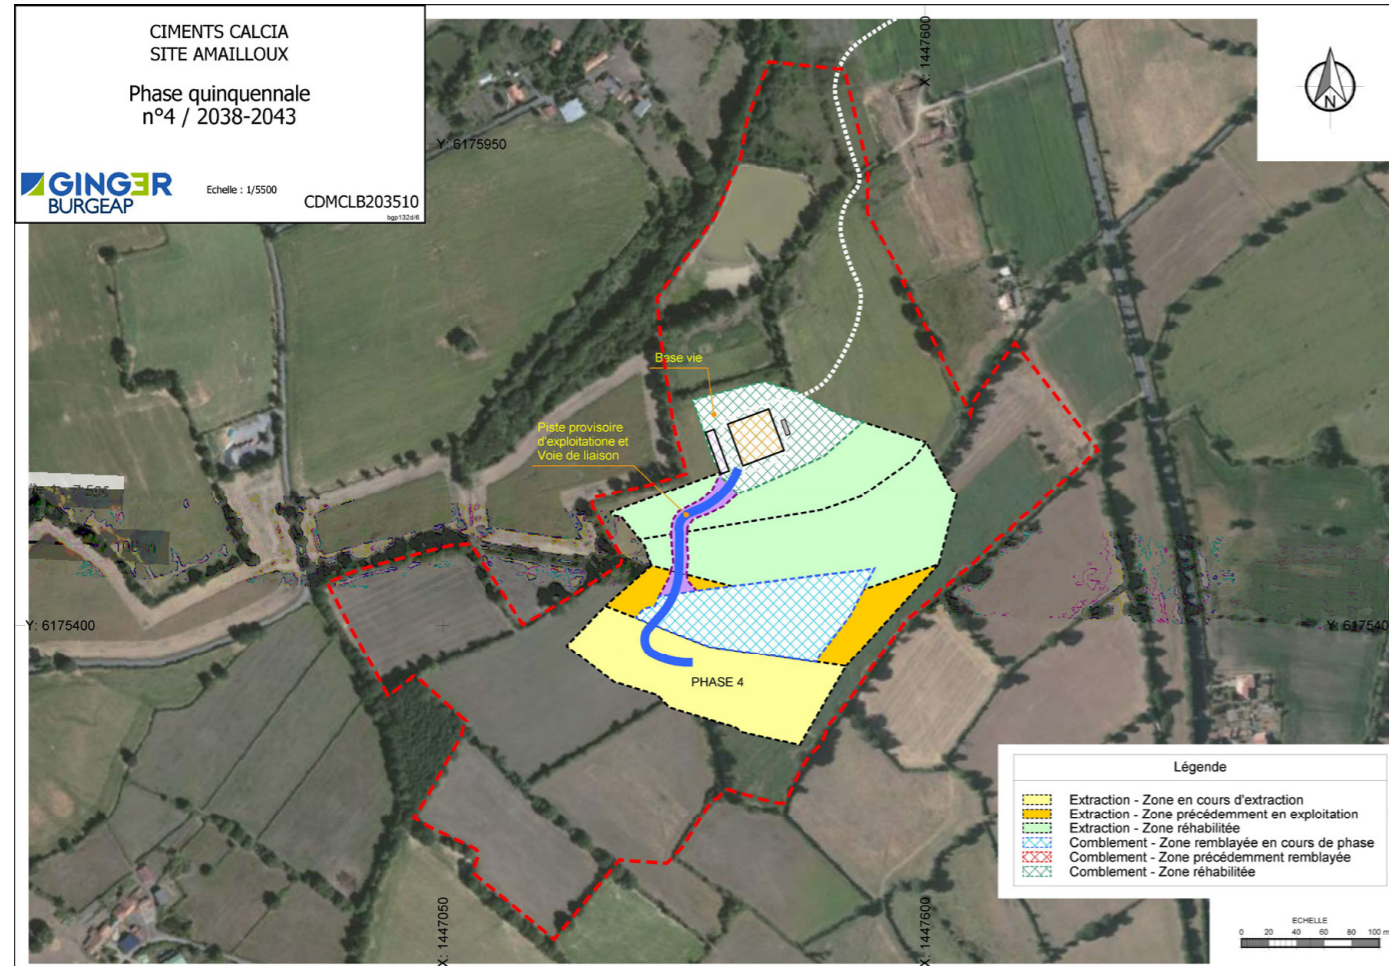 CIMENTS CALCIA
SITE AMAILLOUX
Phase quinquennale
n°4 / 2038-2043
GINGER
BURGEAP
Echelle : 1/5500
CDMCLB203510
bgp132d/6
X: 1447600
N
Y: 6175950
Base vie
Piste provisoire
d'exploitatione et
Voie de liaison
Y: 6175400
Y: 617540
PHASE 4
Légende
Extraction - Zone en cours d'extraction
Extraction - Zone précédemment en exploitation
Extraction - Zone réhabilitée
Comblement - Zone remblayée en cours de phase
Comblement - Zone précédemment remblayée
Comblement - Zone réhabilitée
X: 1447050
X: 1447600
ECHELLE
0 20 40 60 80 100 m